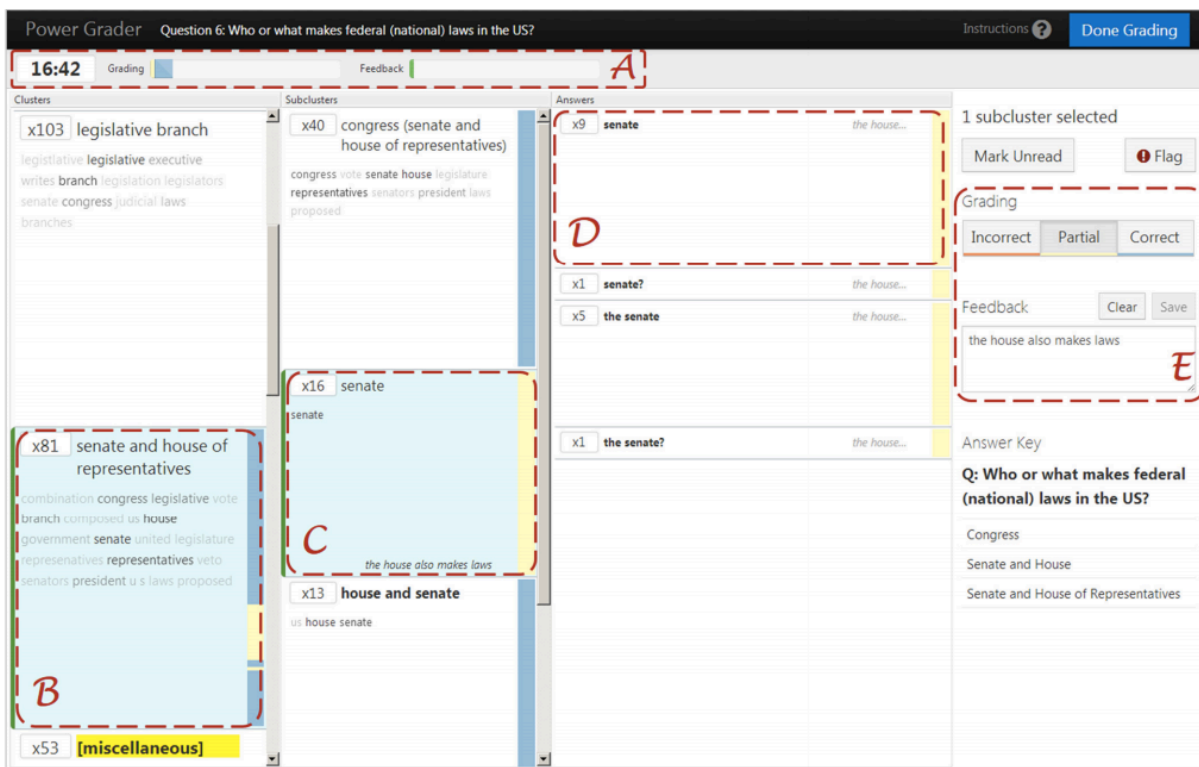 Power Grader Question 6: Who or what makes federal (national) laws in the US? Instructions ? Done Grading
16:42 Grading Feedback A
Clusters
x103 legislative branch
legistlative legislative executive
writes branch legislation legislators
senate congress judicial laws
branches
x81 senate and house of
representatives
combination congress legislative vote
branch composed us house
government senate united legislature
represenatives representatives veto
senators president u s laws proposed
B
x53 [miscellaneous]
Subclusters
x40 congress (senate and
house of representatives)
congress vote senate house legislature
representatives senators president laws
proposed
x16 senate
senate
C
the house also makes laws
x13 house and senate
us house senate
Answers
x9 senate the house...
D
x1 senate? the house...
x5 the senate the house...
x1 the senate? the house...
1 subcluster selected
Mark Unread Flag
Grading
Incorrect Partial Correct
Feedback Clear Save
the house also makes laws
E
Answer Key
Q: Who or what makes federal
(national) laws in the US?
Congress
Senate and House
Senate and House of Representatives